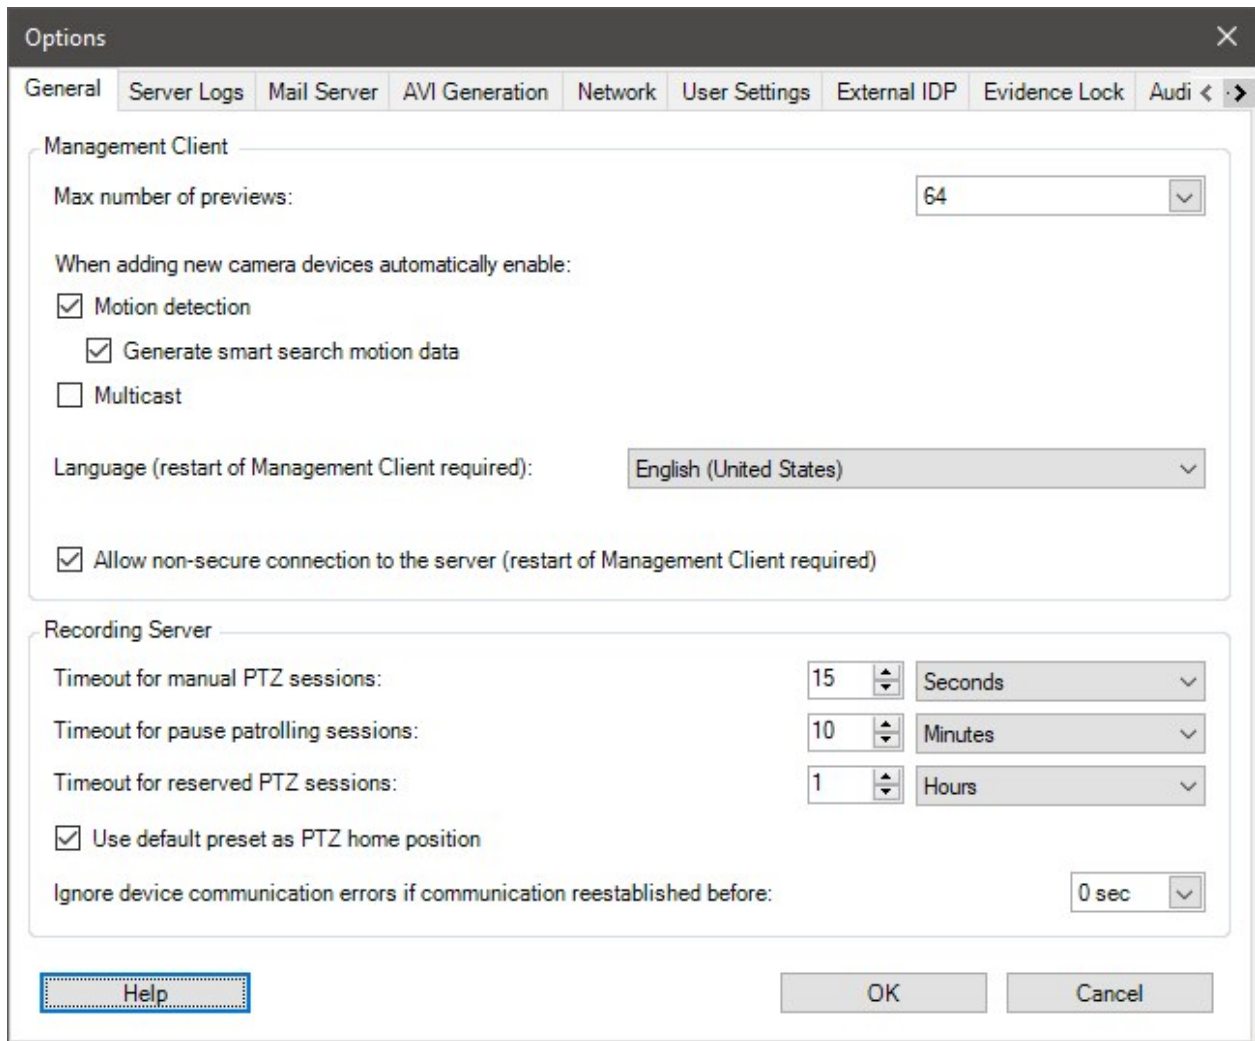 Options
General Server Logs Mail Server AVI Generation Network User Settings External IDP Evidence Lock Audi
Management Client
Max number of previews: 64
When adding new camera devices automatically enable:
Motion detection
Generate smart search motion data
Multicast
Language (restart of Management Client required): English (United States)
Allow non-secure connection to the server (restart of Management Client required)
Recording Server
Timeout for manual PTZ sessions: 15 Seconds
Timeout for pause patrolling sessions: 10 Minutes
Timeout for reserved PTZ sessions: 1 Hours
Use default preset as PTZ home position
Ignore device communication errors if communication reestablished before: 0 sec
Help OK Cancel